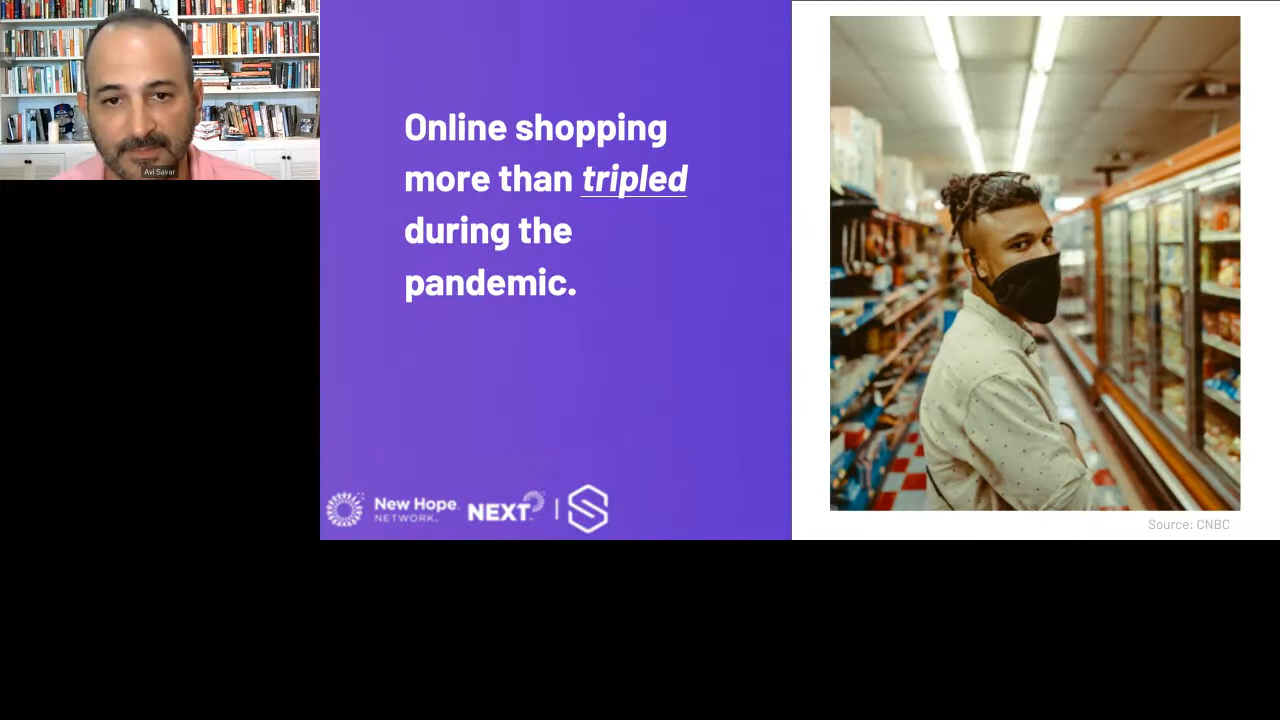 Avi Savar
Online shopping
more than tripled
during the
pandemic.
New Hope
NETWORK
NEXT
Source: CNBC